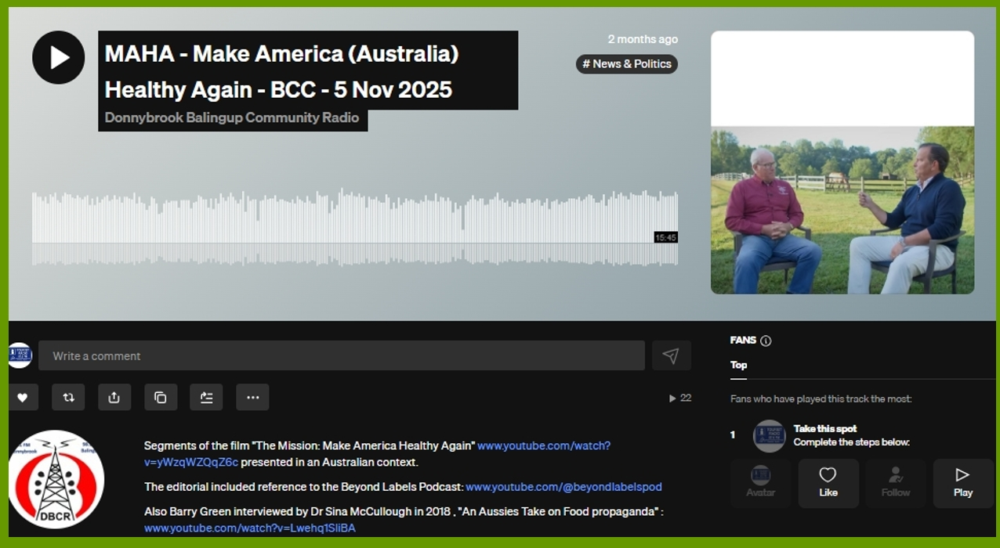 MAHA - Make America (Australia)
Healthy Again - BCC - 5 Nov 2025
Donnybrook Balingup Community Radio
2 months ago
# News & Politics
15:45
Write a comment
22
Segments of the film "The Mission: Make America Healthy Again" www.youtube.com/watch?
v=yWzqWZQqZ6c presented in an Australian context.
The editorial included reference to the Beyond Labels Podcast: www.youtube.com/@beyondlabelspod
Also Barry Green interviewed by Dr Sina McCullough in 2018 , "An Aussies Take on Food propaganda" :
www.youtube.com/watch?v=Lwehq1SliBA
DBCR
FANS
Top
Fans who have played this track the most:
1
Take this spot
Complete the steps below:
Avatar
Like
Follow
Play